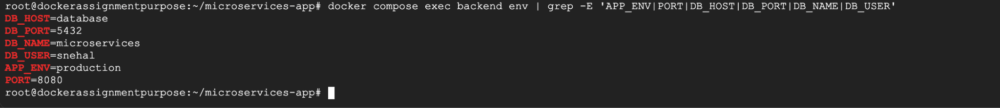 root@dockerassignmentpurpose:~/microservices-app# docker compose exec backend env | grep -E 'APP_ENV|PORT|DB_HOST|DB_PORT|DB_NAME|DB_USER'
DB_HOST=database
DB_PORT=5432
DB_NAME=microservices
DB_USER=snehal
APP_ENV=production
PORT=8080
root@dockerassignmentpurpose:~/microservices-app#